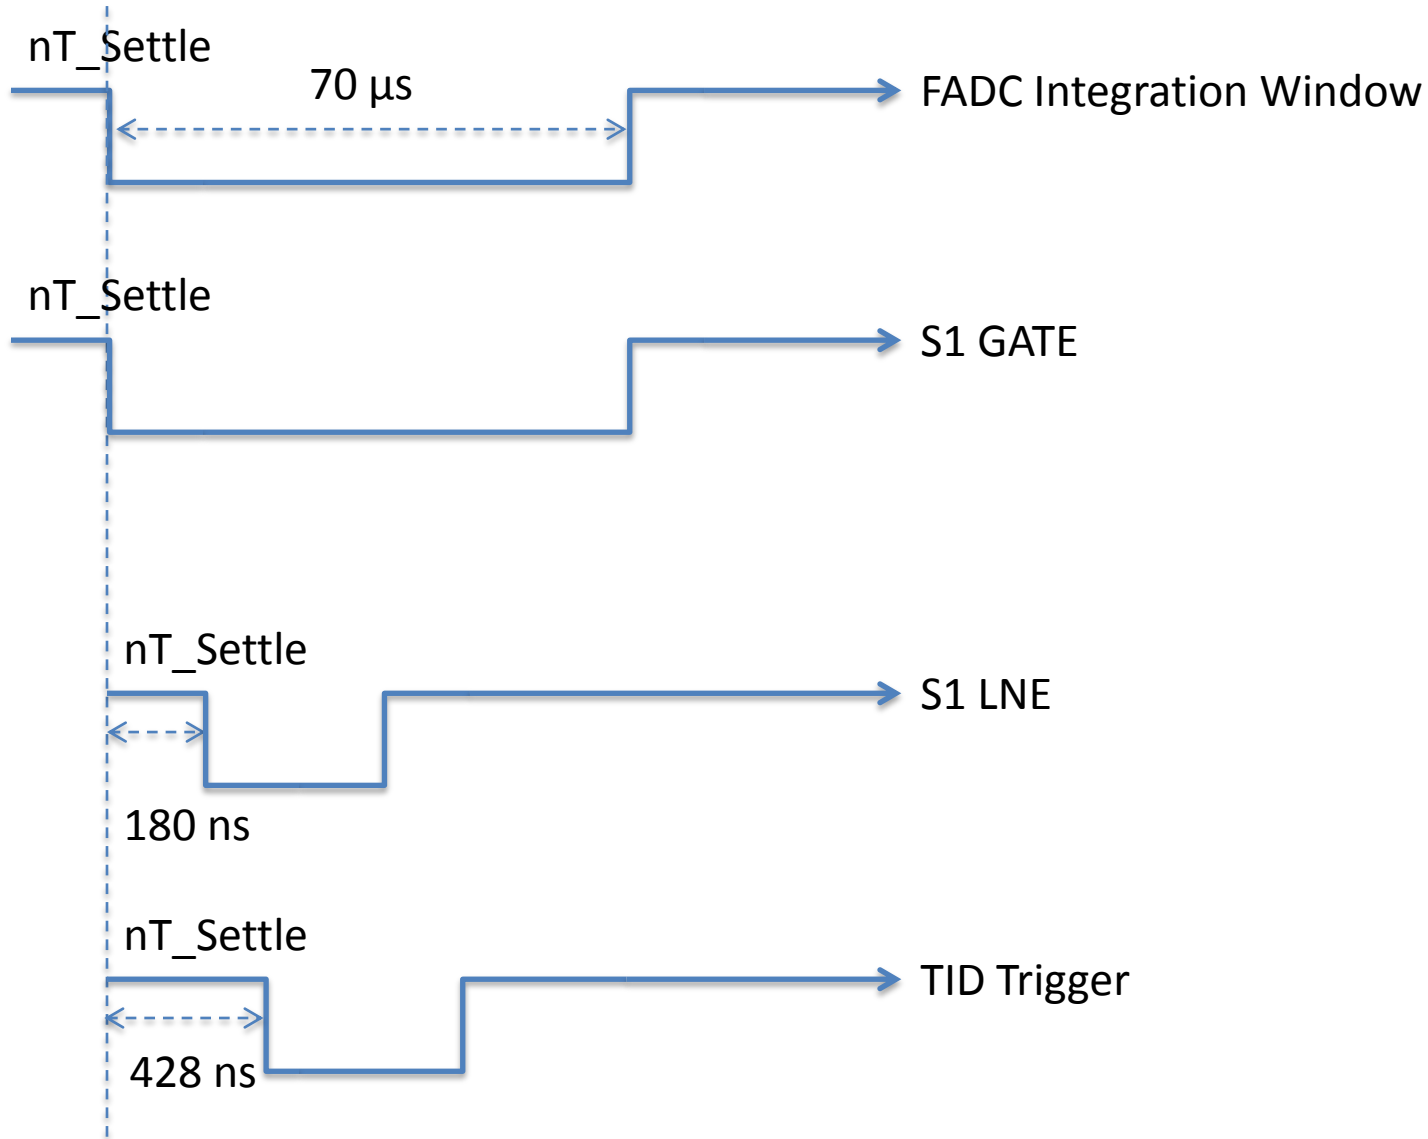 nT_Settle
70 µs
FADC Integration Window
nT_Settle
S1 GATE
nT_Settle
S1 LNE
180 ns
nT_Settle
TID Trigger
428 ns